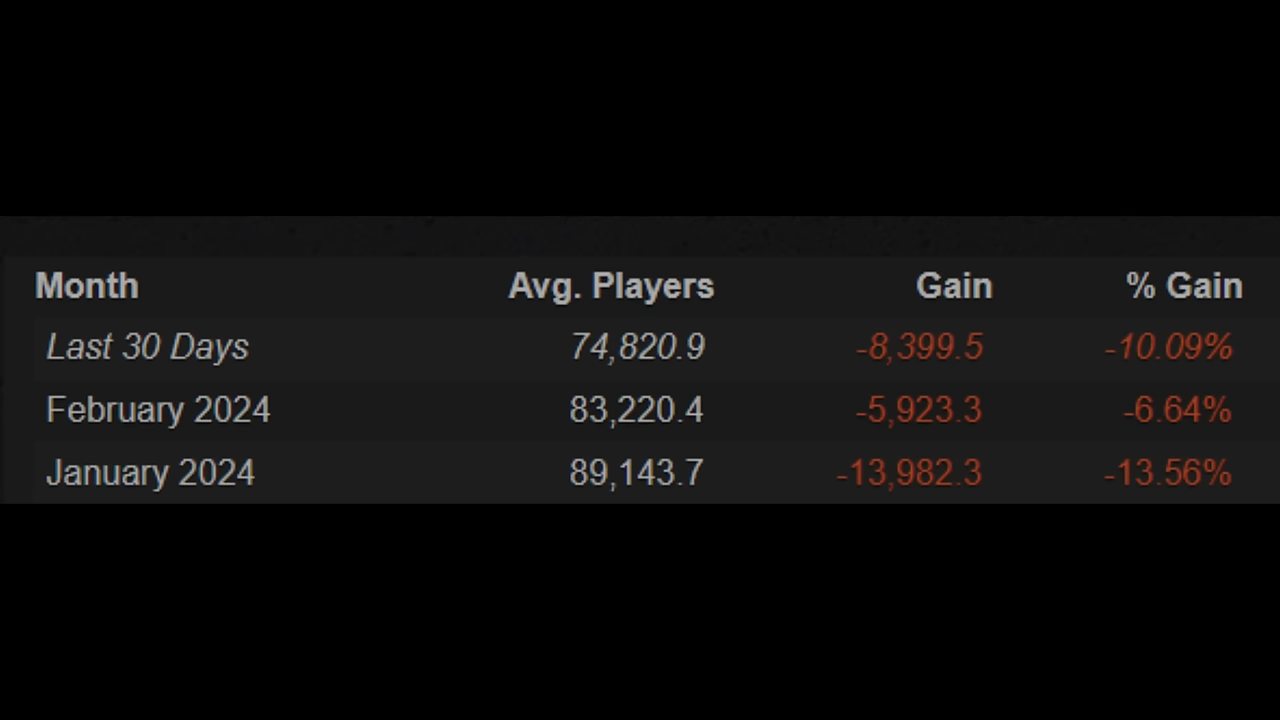 Month Avg. Players Gain % Gain
Last 30 Days 74,820.9 -8,399.5 -10.09%
February 2024 83,220.4 -5,923.3 -6.64%
January 2024 89,143.7 -13,982.3 -13.56%